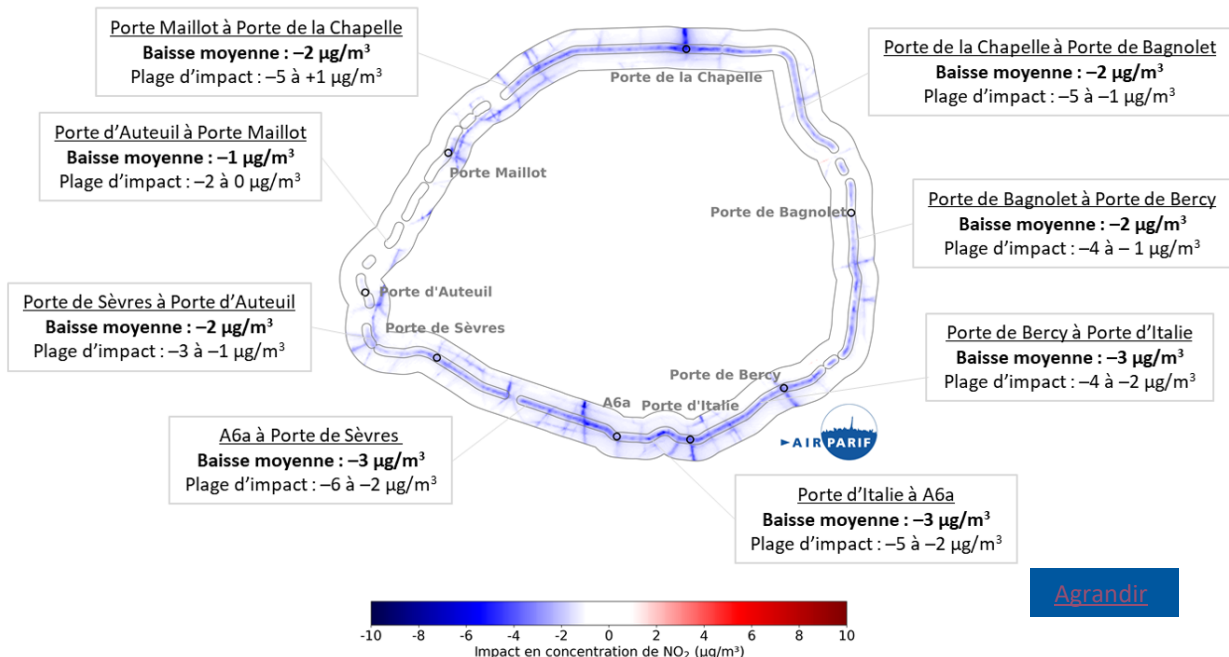 Porte Maillot à Porte de la Chapelle
Baisse moyenne : –2 µg/m³
Plage d’impact : –5 à +1 µg/m³
Porte de la Chapelle à Porte de Bagnolet
Baisse moyenne : –2 µg/m³
Plage d’impact : –5 à –1 µg/m³
Porte de la Chapelle
Porte d’Auteuil à Porte Maillot
Baisse moyenne : –1 µg/m³
Plage d’impact : –2 à 0 µg/m³
Porte Maillot
Porte de Bagnolet
Porte de Bagnolet à Porte de Bercy
Baisse moyenne : –2 µg/m³
Plage d’impact : –4 à – 1 µg/m³
Porte d'Auteuil
Porte de Sèvres à Porte d’Auteuil
Baisse moyenne : –2 µg/m³
Plage d’impact : –3 à –1 µg/m³
Porte de Sèvres
Porte de Bercy à Porte d’Italie
Baisse moyenne : –3 µg/m³
Plage d’impact : –4 à –2 µg/m³
Porte de Bercy
A6a
Porte d'Italie
AIR PARIF
A6a à Porte de Sèvres
Baisse moyenne : –3 µg/m³
Plage d’impact : –6 à –2 µg/m³
Porte d’Italie à A6a
Baisse moyenne : –3 µg/m³
Plage d’impact : –5 à –2 µg/m³
Agrandir
-10 -8 -6 -4 -2 0 2 4 6 8 10
Impact en concentration de NO₂ (µg/m³)